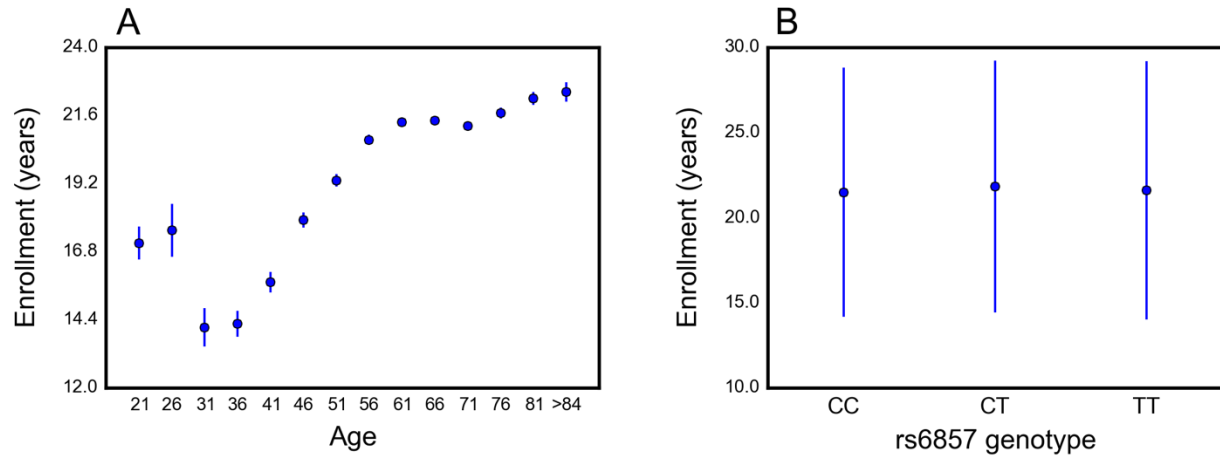 A
Enrollment (years)
24.0
21.6
19.2
16.8
14.4
12.0
21 26 31 36 41 46 51 56 61 66 71 76 81 >84
Age
B
Enrollment (years)
30.0
25.0
20.0
15.0
10.0
CC CT TT
rs6857 genotype